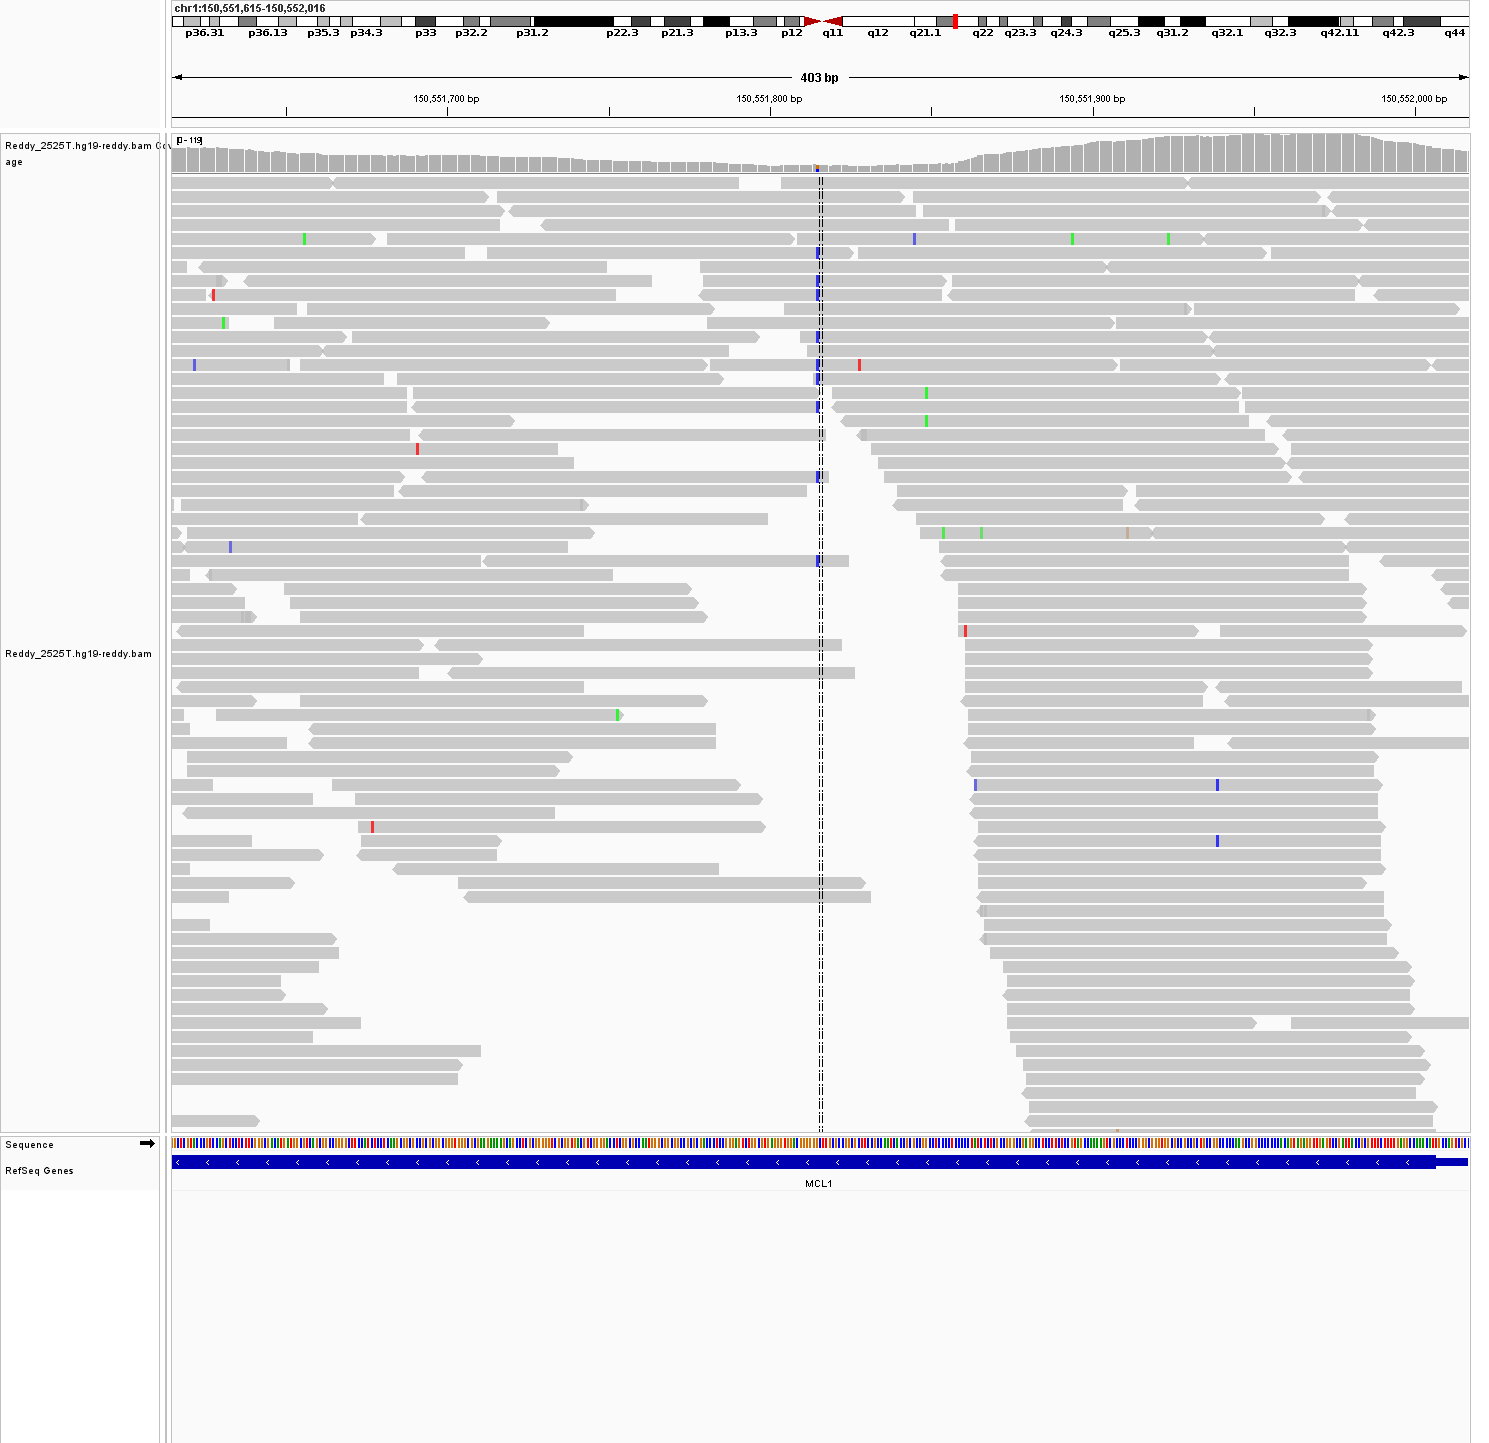 chr1:150,551,615-150,552,016
p36.31 p36.13 p35.3 p34.3 p33 p32.2 p31.2 p22.3 p21.3 p13.3 p12 q11 q12 q21.1 q22 q23.3 q24.3 q25.3 q31.2 q32.1 q32.3 q42.11 q42.3 q44
403 bp
150,551,700 bp 150,551,800 bp 150,551,900 bp 150,552,000 bp
[0 - 119]
Reddy_2525T.hg19-reddy.bam Cov
age
Reddy_2525T.hg19-reddy.bam
Sequence
RefSeq Genes
MCL1